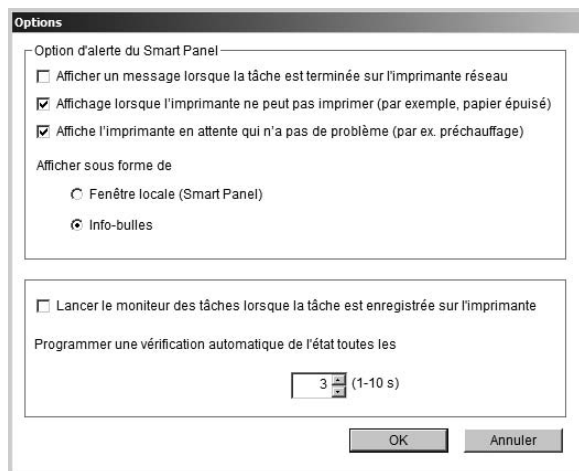 Options
Option d'alerte du Smart Panel
Afficher un message lorsque la tâche est terminée sur l'imprimante réseau
Affichage lorsque l'imprimante ne peut pas imprimer (par exemple, papier épuisé)
Affiche l'imprimante en attente qui n'a pas de problème (par ex. préchauffage)
Afficher sous forme de
Fenêtre locale (Smart Panel)
Info-bulles
Lancer le moniteur des tâches lorsque la tâche est enregistrée sur l'imprimante
Programmer une vérification automatique de l'état toutes les
3 (1-10 s)
OK Annuler